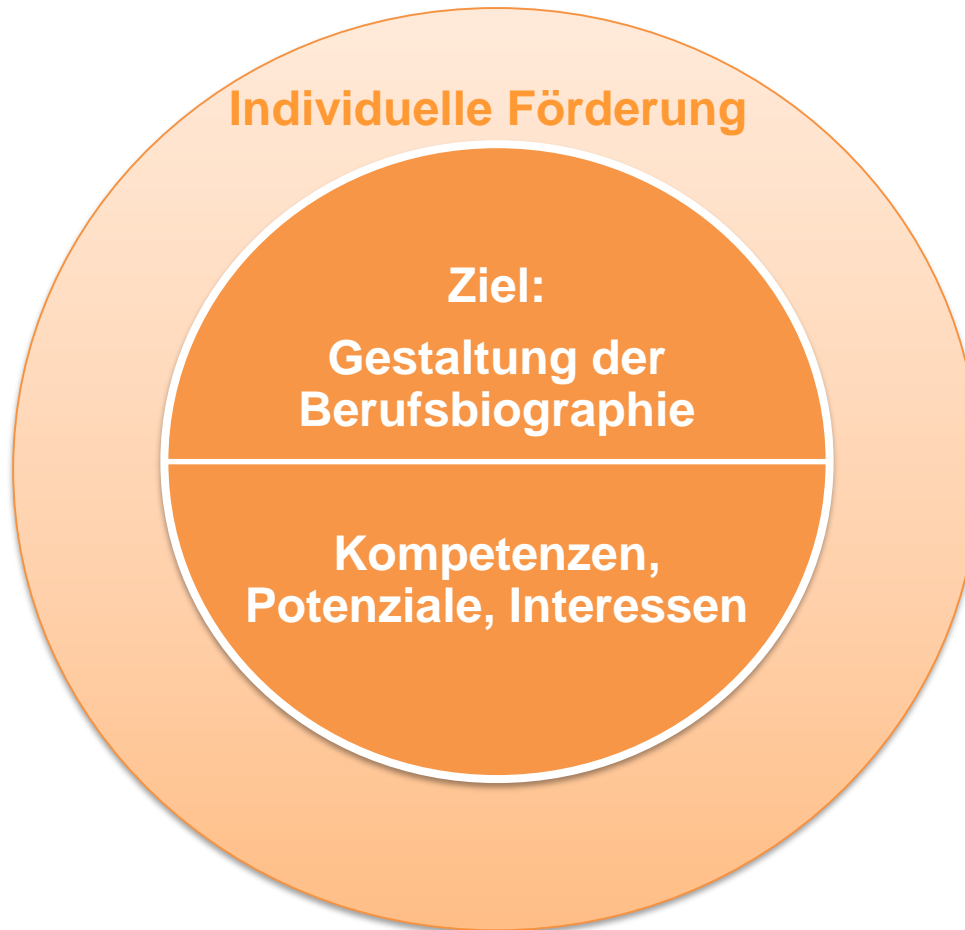 Individuelle Förderung
Ziel:
Gestaltung der
Berufsbiographie
Kompetenzen,
Potenziale, Interessen